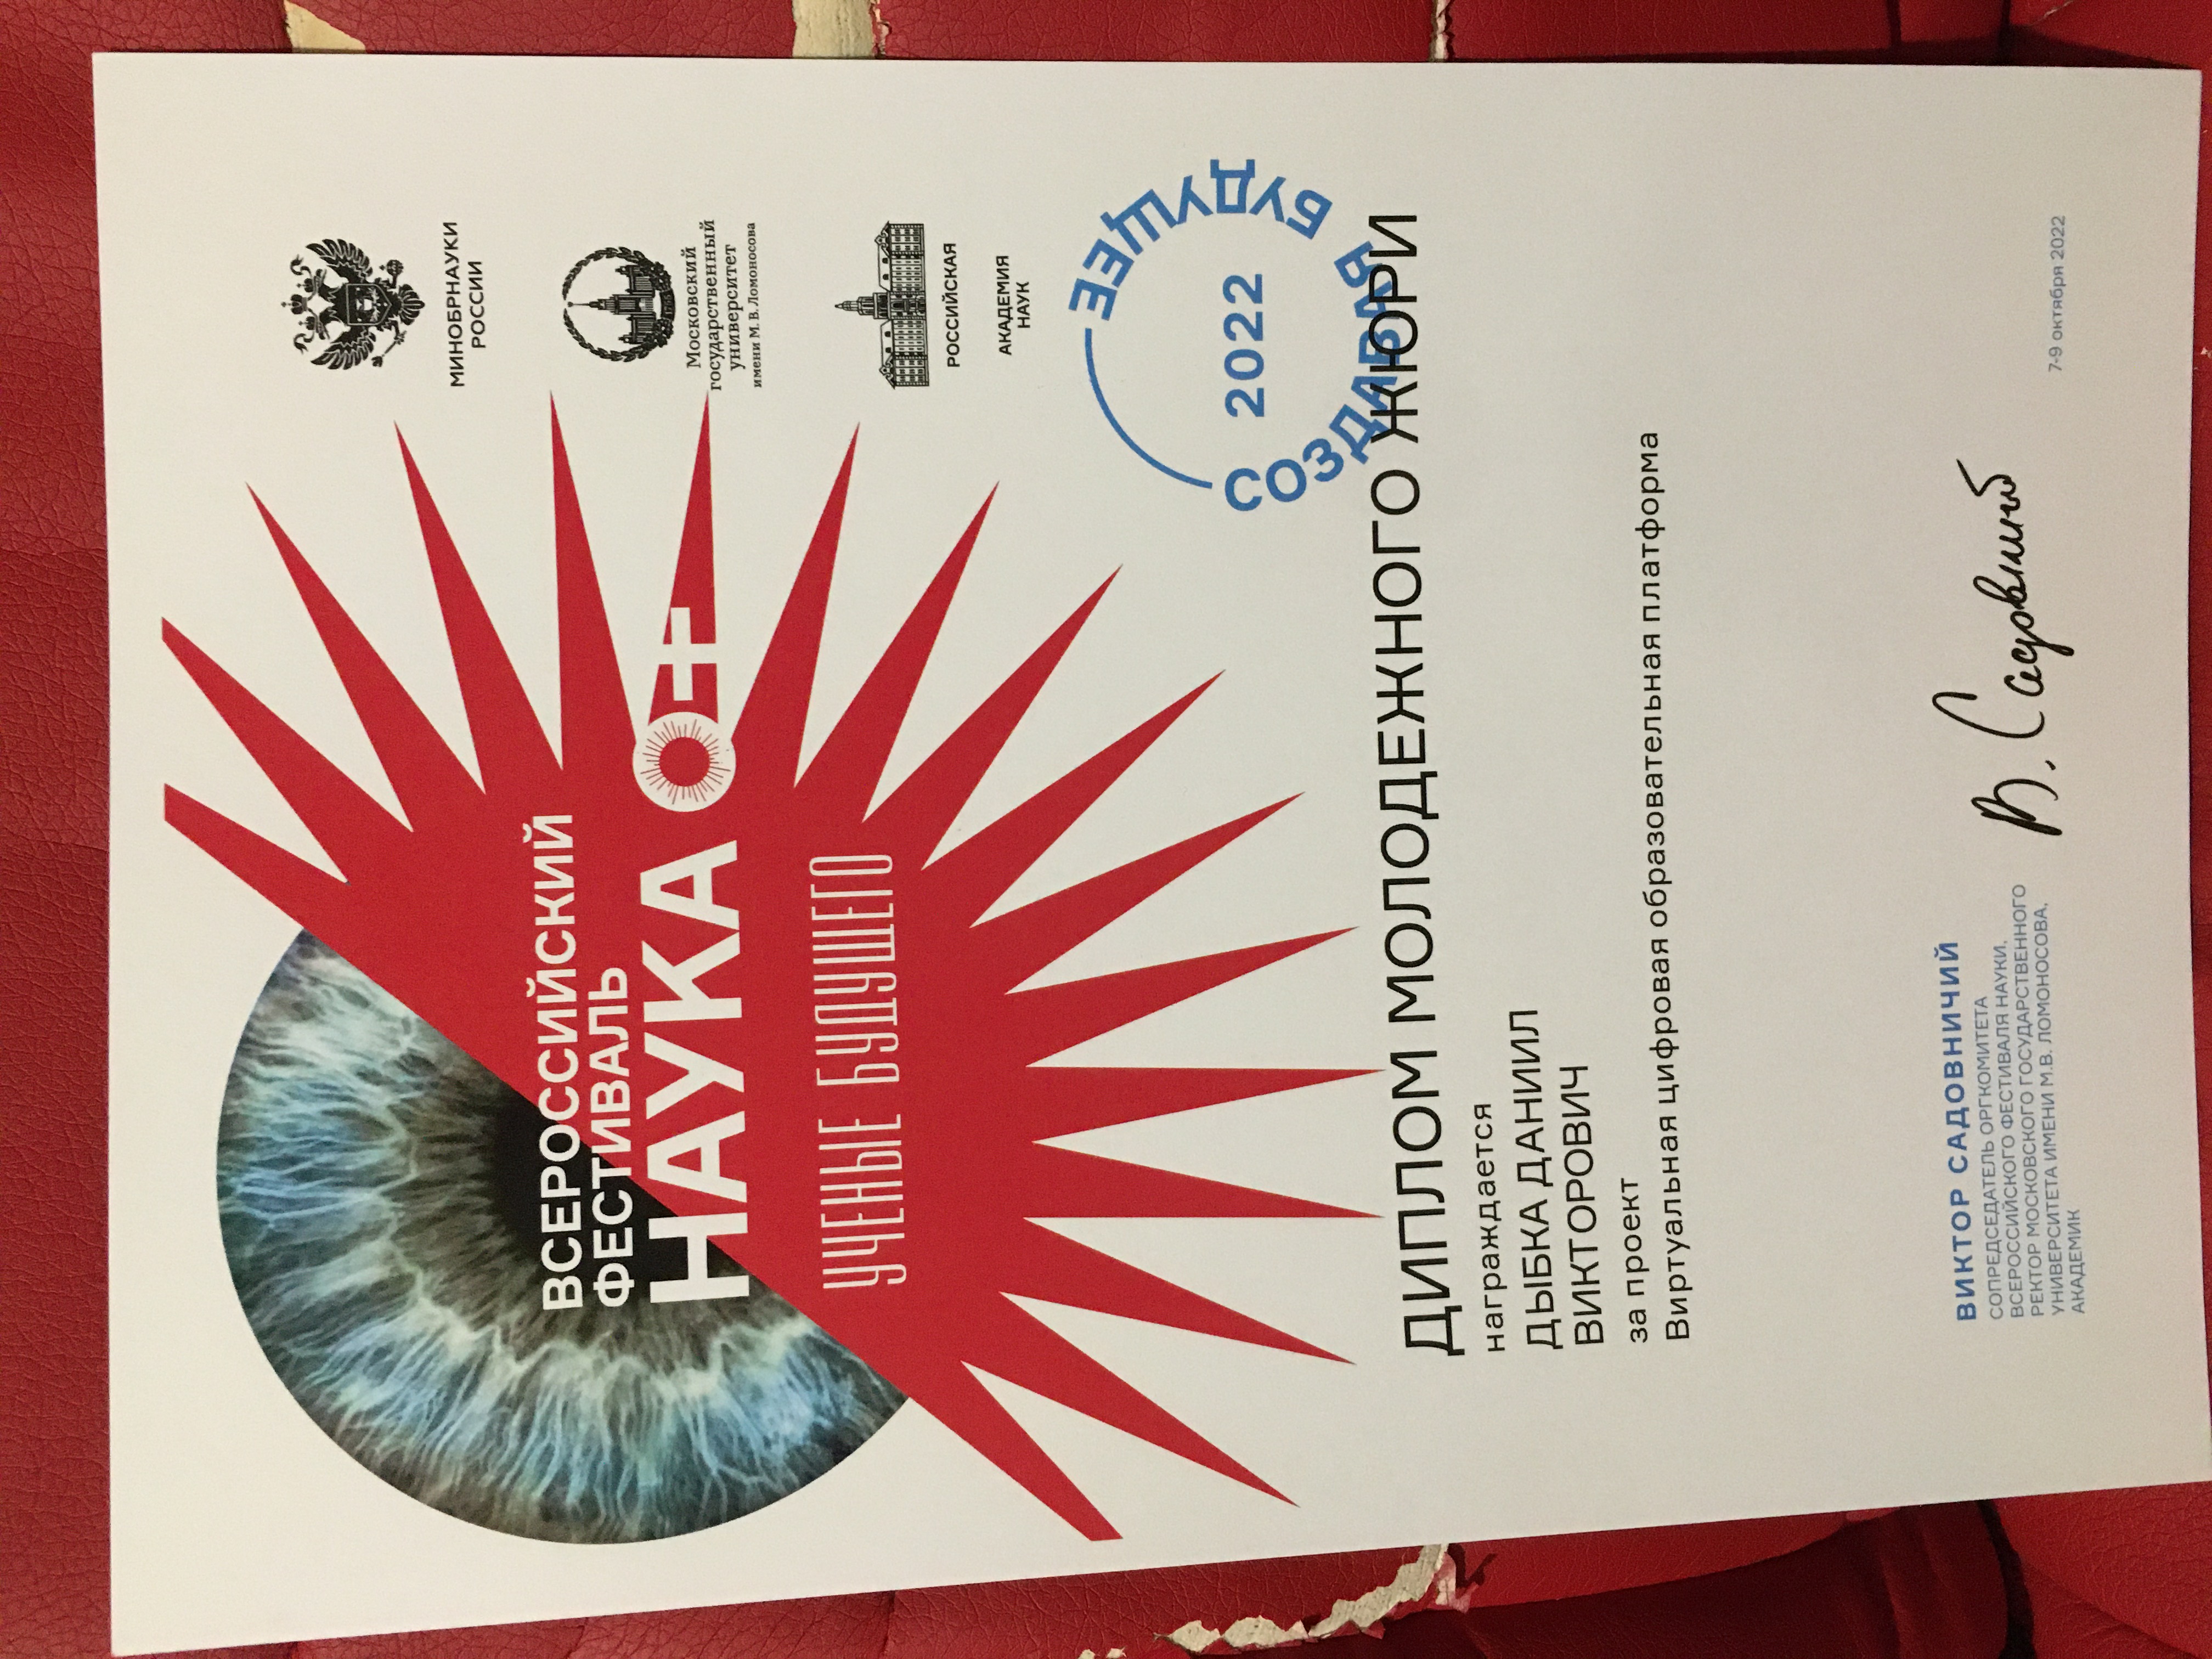 ВСЕРОССИЙСКИЙ
ФЕСТИВАЛЬ
НАУКА 0+
УЧЕНЫЕ БУДУЩЕГО
МИНОБРНАУКИ
РОССИИ
Московский
государственный
университет
имени М. В. Ломоносова
РОССИЙСКАЯ
АКАДЕМИЯ
НАУК
СОЗДАВАЯ БУДУЩЕЕ
2022
ДИПЛОМ МОЛОДЕЖНОГО ЖЮРИ
награждается
ДЫБКА ДАНИИЛ
ВИКТОРОВИЧ
за проект
Виртуальная цифровая образовательная платформа
ВИКТОР САДОВНИЧИЙ
СОПРЕДСЕДАТЕЛЬ ОРГКОМИТЕТА
ВСЕРОССИЙСКОГО ФЕСТИВАЛЯ НАУКИ,
РЕКТОР МОСКОВСКОГО ГОСУДАРСТВЕННОГО
УНИВЕРСИТЕТА ИМЕНИ М.В. ЛОМОНОСОВА,
АКАДЕМИК
В. Садовничий
7-9 октября 2022